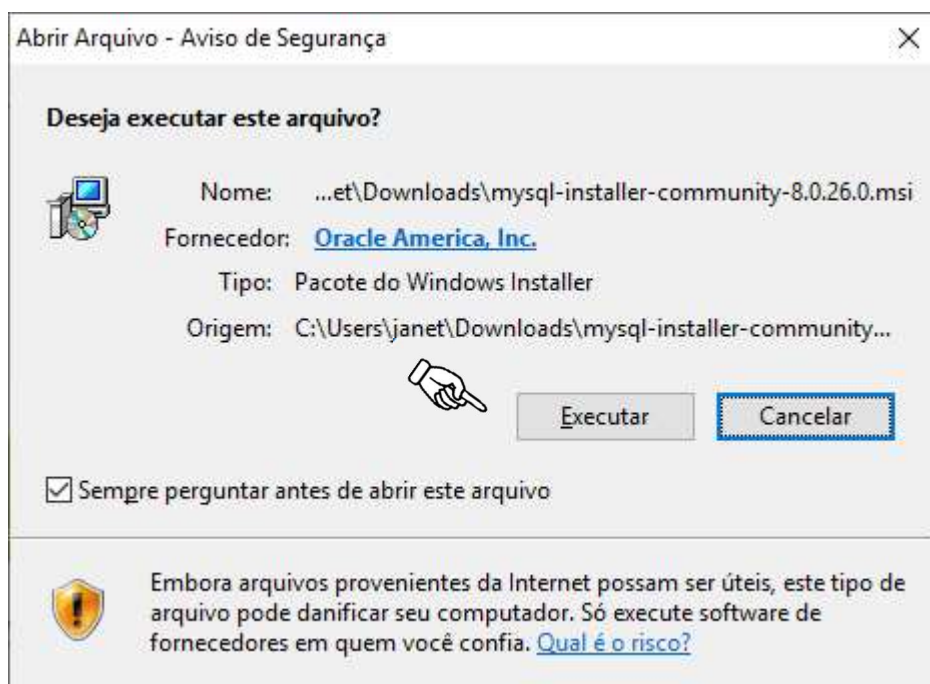 Abrir Arquivo - Aviso de Segurança
Deseja executar este arquivo?
Nome: ...et\Downloads\mysql-installer-community-8.0.26.0.msi
Fornecedor: Oracle America, Inc.
Tipo: Pacote do Windows Installer
Origem: C:\Users\janet\Downloads\mysql-installer-community...
Executar Cancelar
Sempre perguntar antes de abrir este arquivo
Embora arquivos provenientes da Internet possam ser úteis, este tipo de
arquivo pode danificar seu computador. Só execute software de
fornecedores em quem você confia. Qual é o risco?